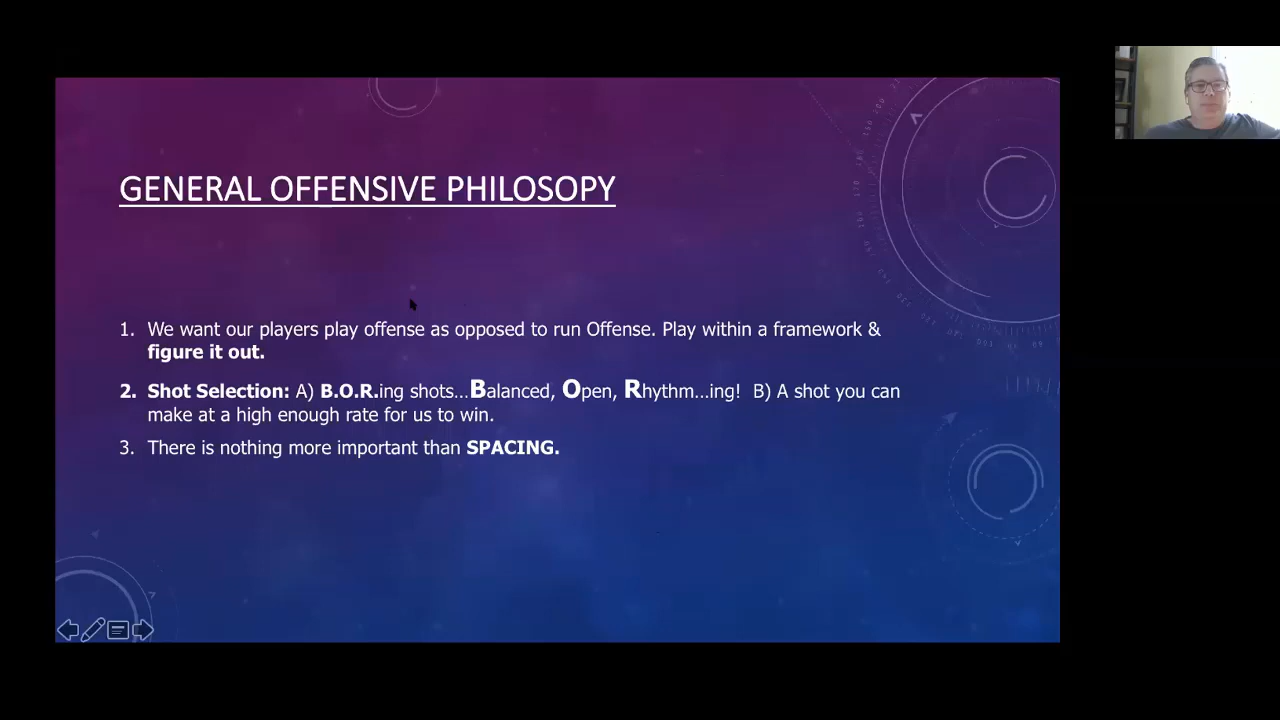 GENERAL OFFENSIVE PHILOSOPY
1. We want our players play offense as opposed to run Offense. Play within a framework &
figure it out.
2. Shot Selection: A) B.O.R.ing shots...Balanced, Open, Rhythm...ing! B) A shot you can
make at a high enough rate for us to win.
3. There is nothing more important than SPACING.